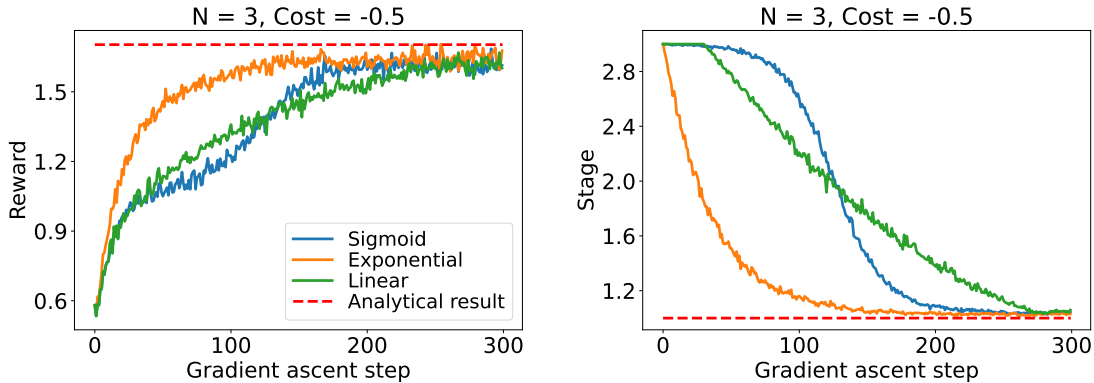 N = 3, Cost = -0.5
Reward
1.5
1.2
0.9
0.6
0
100
200
300
Gradient ascent step
Sigmoid
Exponential
Linear
Analytical result
N = 3, Cost = -0.5
Stage
2.8
2.4
2.0
1.6
1.2
0
100
200
300
Gradient ascent step